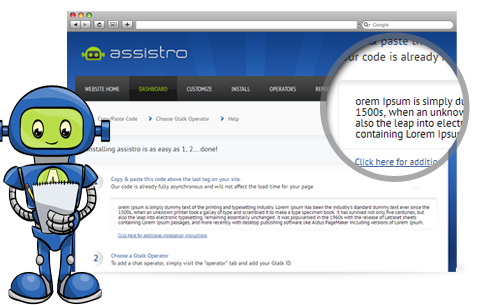 Google
assistro
WEBSITE HOME DASHBOARD CUSTOMIZE INSTALL OPERATORS
Copy/Paste Code Choose Gtalk Operator Help
Installing assistro is as easy as 1, 2....done!
Copy & paste this code above the last tag on your site.
Our code is already fully asynchronous and will not affect the load time for your page
lorem Ipsum is simply dummy text of the printing and typesetting industry. Lorem Ipsum has been the industry's standard dummy text ever since the
1500s, when an unknown printer took a galley of type and scrambled it to make a type specimen book. It has survived not only five centuries, but
also the leap into electronic typesetting, remaining essentially unchanged. It was popularised in the 1960s with the release of Letraset sheets
containing Lorem Ipsum passages, and more recently with desktop publishing software like Aldus PageMaker including versions of Lorem Ipsum.
Click here for additional installation instructions
2 Choose a Gtalk Operator
To add a chat operator, simply visit the "operator" tab and add your Gtalk ID.
& paste this
our code is already
orem Ipsum is simply du
1500s, when an unknow
also the leap into electr
containing Lorem Ipsum
Click here for additio